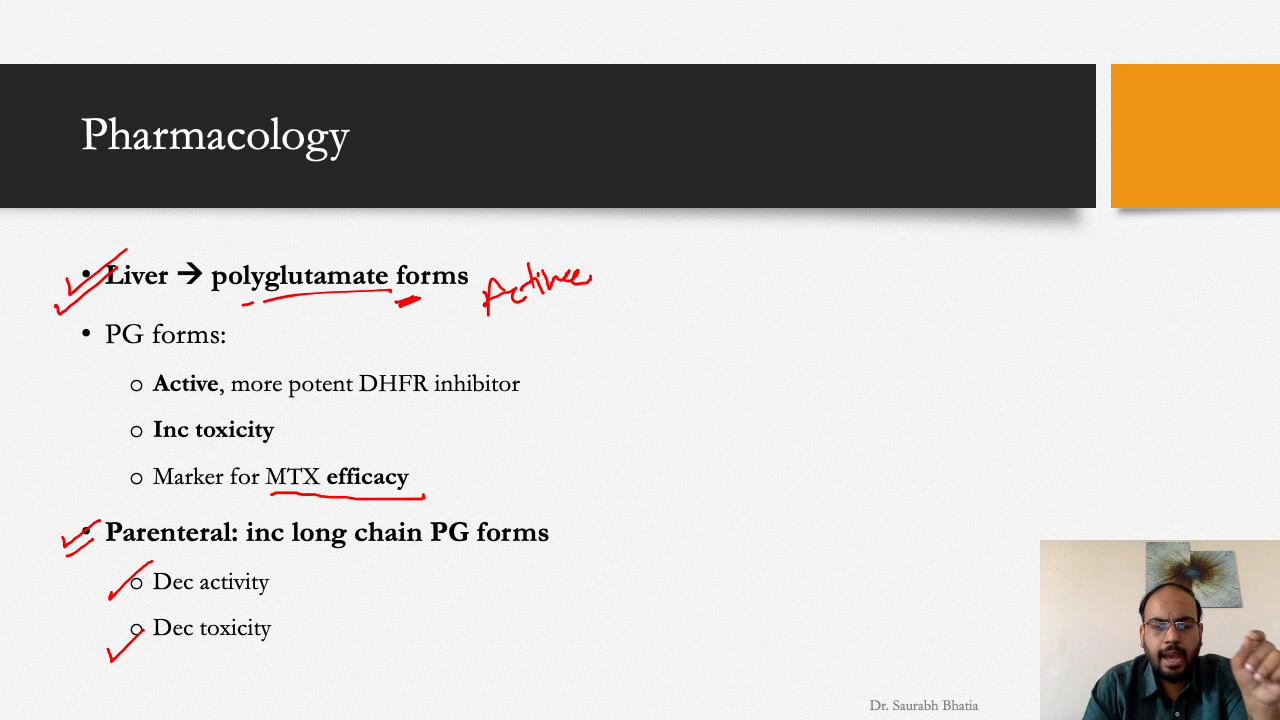 Pharmacology
• Liver → polyglutamate forms Active
• PG forms:
o Active, more potent DHFR inhibitor
o Inc toxicity
o Marker for MTX efficacy
• Parenteral: inc long chain PG forms
o Dec activity
o Dec toxicity
Dr. Saurabh Bhatia